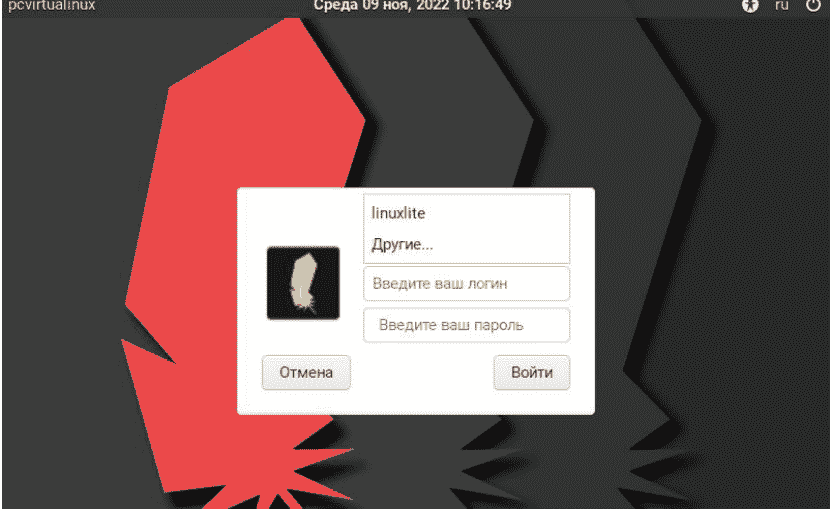 pcvirtualinux
Среда 09 ноя, 2022 10:16:49
ru
linuxlite
Другие...
Введите ваш логин
Введите ваш пароль
Отмена
Войти